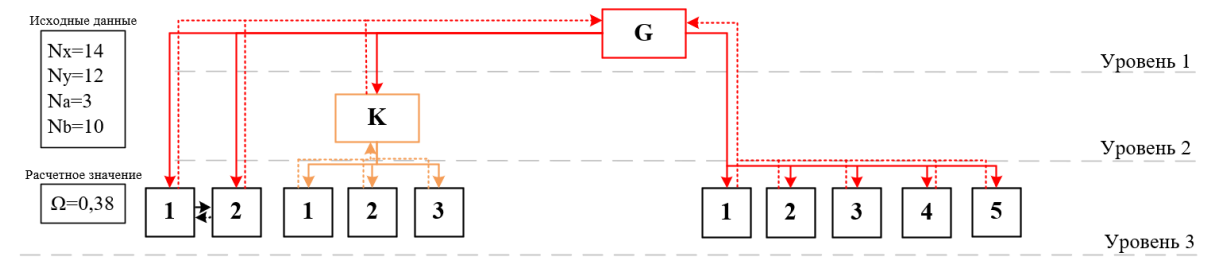 Исходные данные
Nx=14
Ny=12
Na=3
Nb=10
G
Уровень 1
K
Уровень 2
Расчетное значение
Ω=0,38
1 2 1 2 3 1 2 3 4 5
Уровень 3